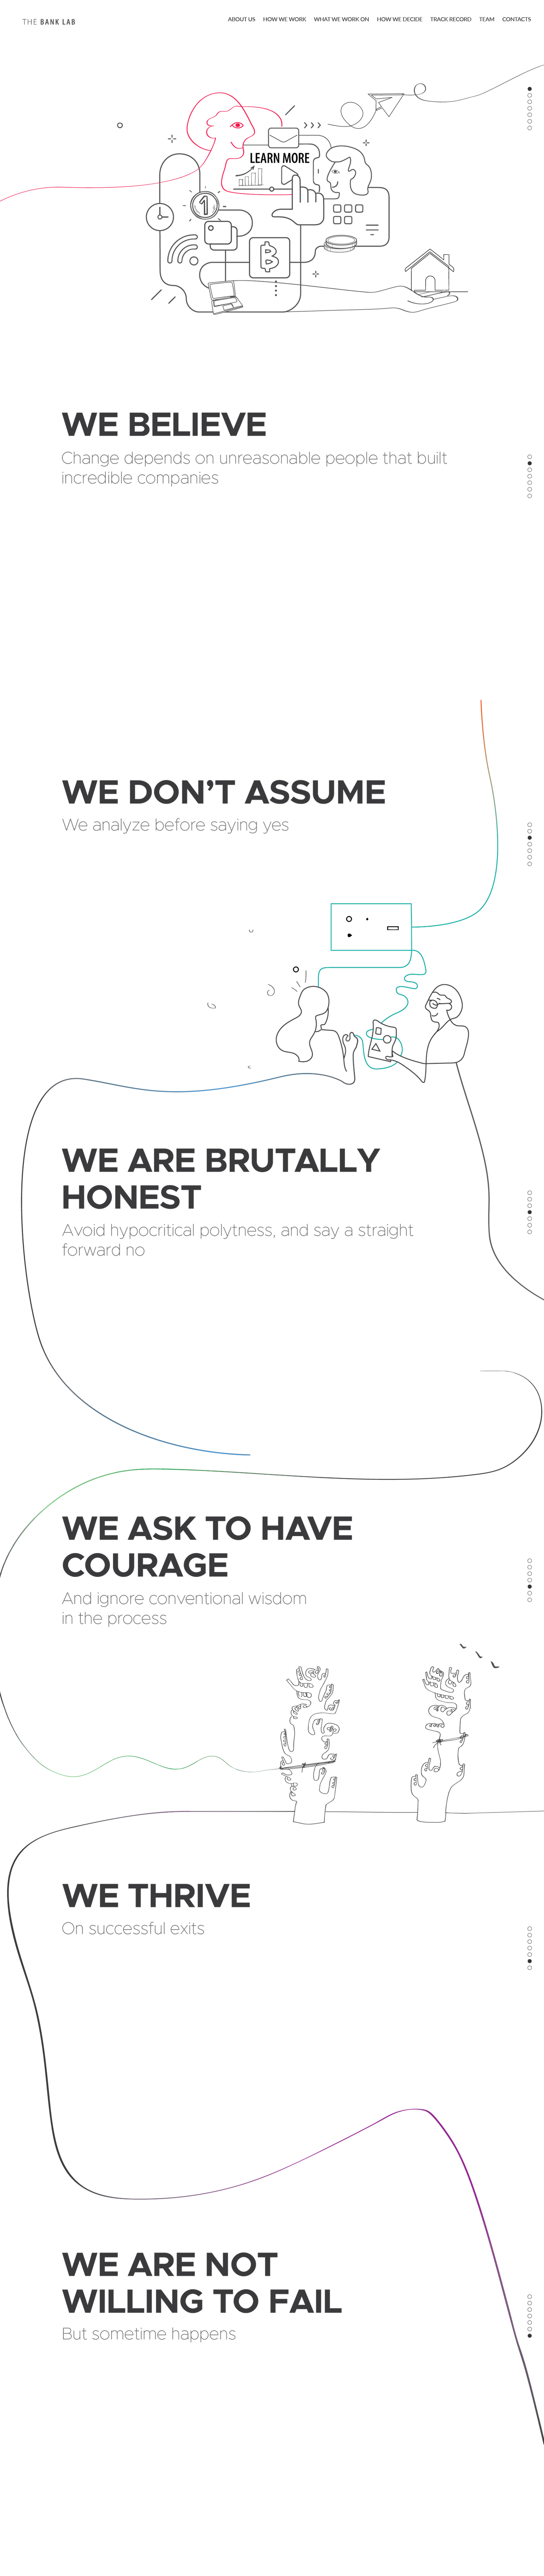 THE BANK LAB
ABOUT US HOW WE WORK WHAT WE WORK ON HOW WE DECIDE TRACK RECORD TEAM CONTACTS
LEARN MORE
1
WE BELIEVE
Change depends on unreasonable people that built
incredible companies
WE DON’T ASSUME
We analyze before saying yes
WE ARE BRUTALLY
HONEST
Avoid hypocritical polytness, and say a straight
forward no
WE ASK TO HAVE
COURAGE
And ignore conventional wisdom
in the process
WE THRIVE
On successful exits
WE ARE NOT
WILLING TO FAIL
But sometime happens